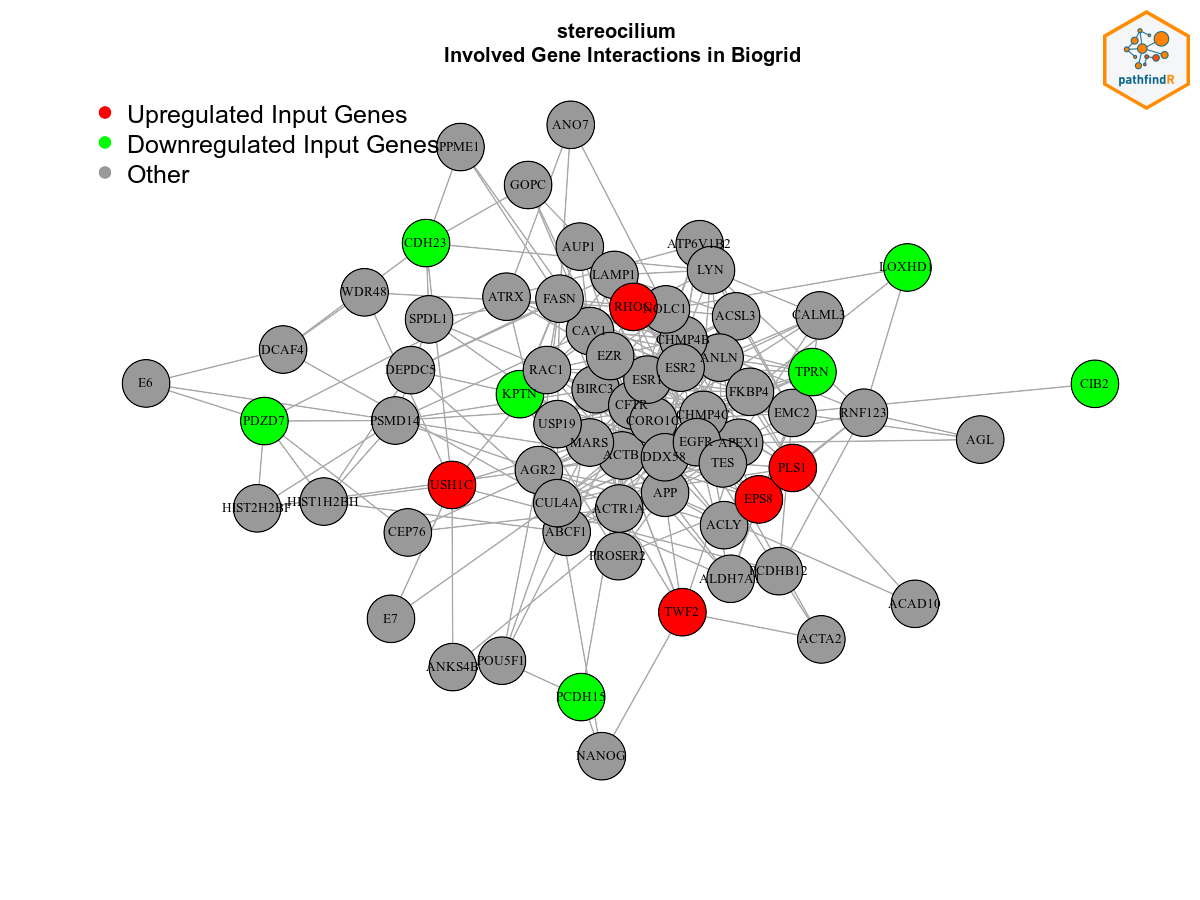 stereocilium
Involved Gene Interactions in Biogrid
pathfindR
Upregulated Input Genes
Downregulated Input Genes
Other
ANO7
PPME1
GOPC
CDH23
AUP1
ATP6V1B2
LYN
LOXHD1
LAMP1
WDR48
ATRX
FASN
RHOC
NOLC1
SPDL1
ACSL3
CALML3
CAV1
CHMP4B
DCAF4
EZR
ANLN
DEPDC5
RAC1
ESR2
TPRN
E6
ESR1
CIB2
BIRC3
KPTN
FKBP4
CFTR
EMC2
RNF123
PDZD7
PSMD14
USP19
CORO1C
CHMP4C
AGL
MARS
EGFR
APEX1
ACTB
DDX58
TES
AGR2
PLS1
USH1C
APP
EPS8
HIST1H2BH
CUL4A
HIST2H2BF
ACTR1A
ACLY
CEP76
ABCF1
PROSER2
PCDHB12
ALDH7A1
ACAD10
TWF2
E7
ACTA2
POU5F1
ANKS4B
PCDH15
NANOG